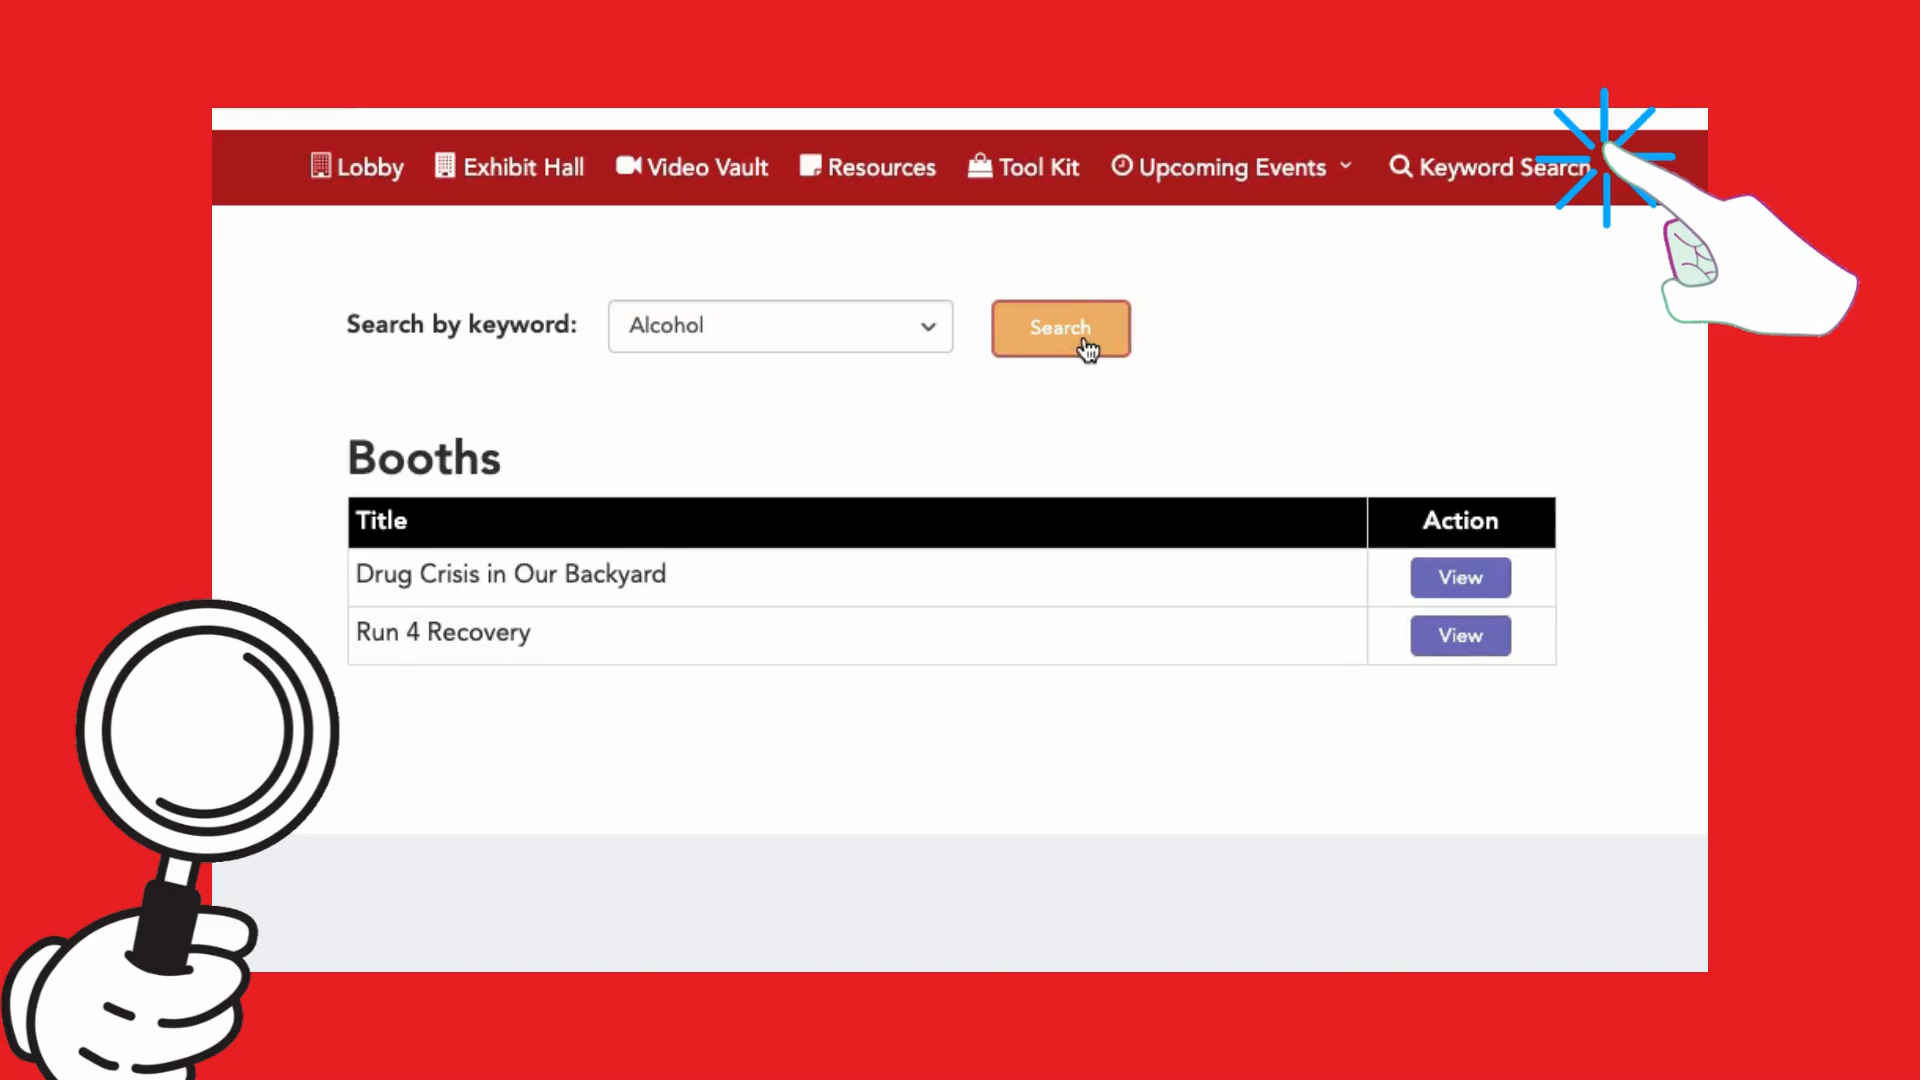 Lobby Exhibit Hall Video Vault Resources Tool Kit Upcoming Events Keyword Search
Search by keyword: Alcohol Search
Booths
Title Action
Drug Crisis in Our Backyard View
Run 4 Recovery View